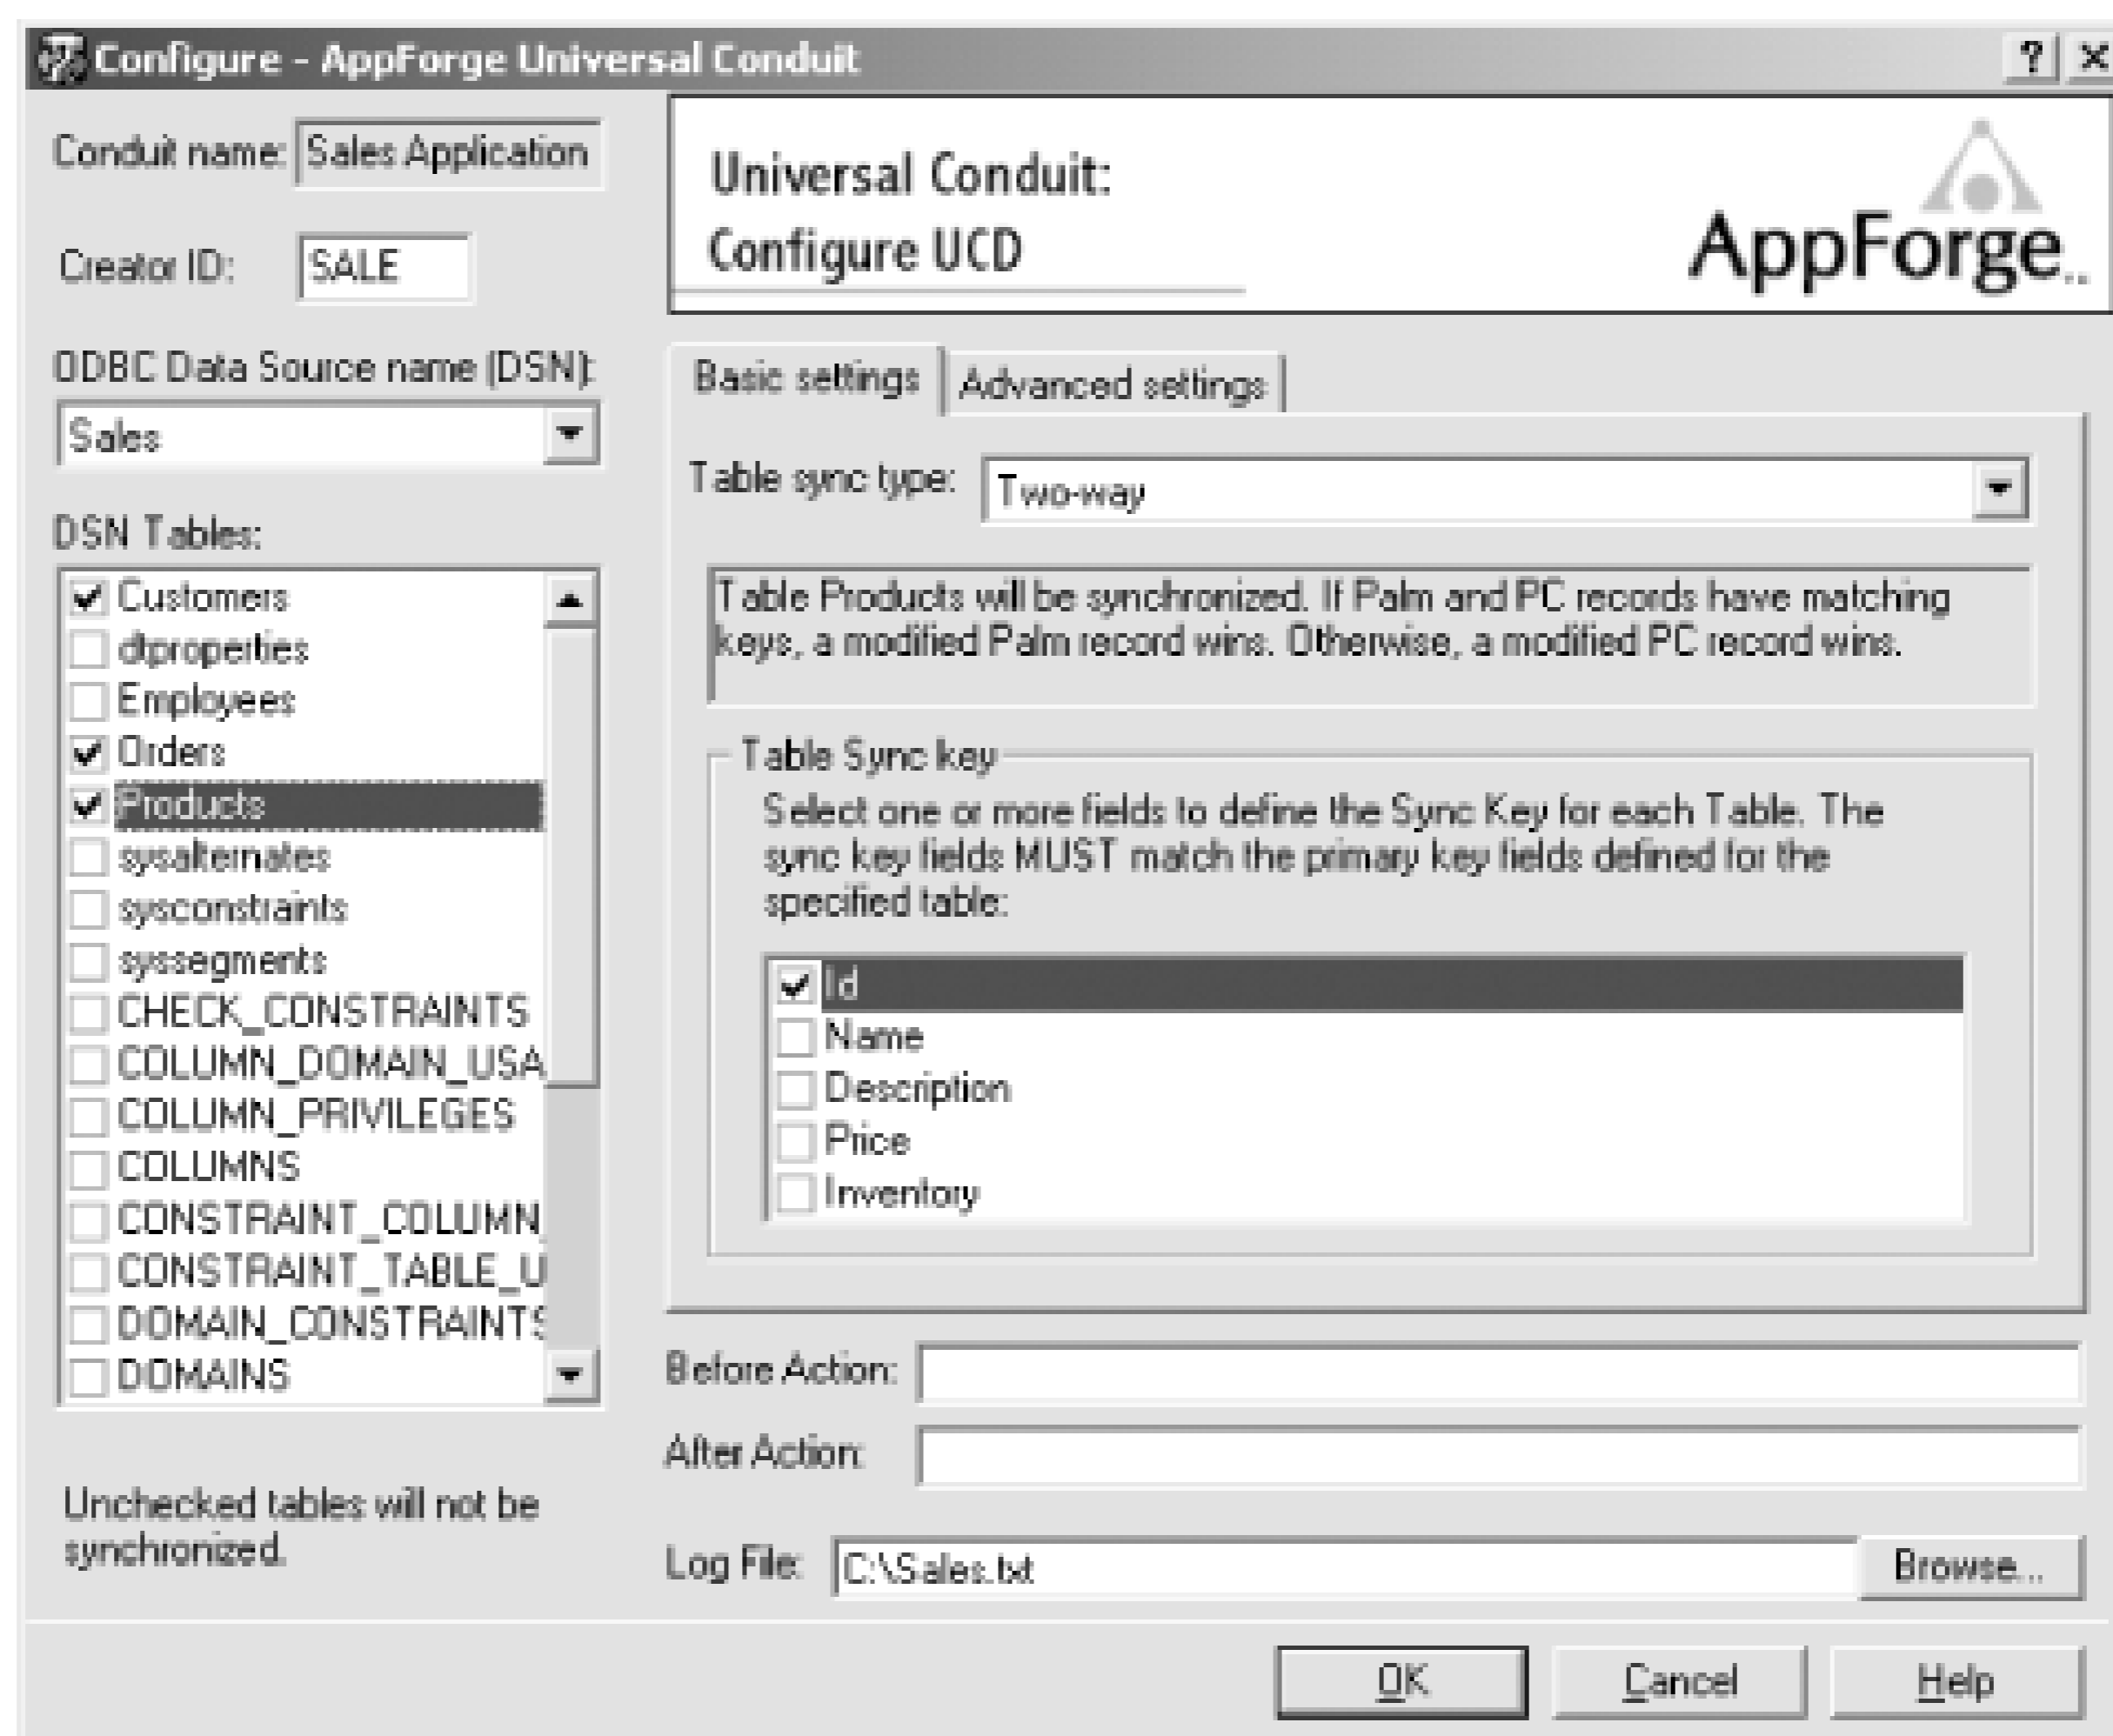 Configure - AppForge Universal Conduit
Conduit name: Sales Application
Creator ID: SALE
ODBC Data Source name (DSN):
Sales
DSN Tables:
Customers
dtproperties
Employees
Orders
Products
sysalternates
sysconstraints
syssegments
CHECK_CONSTRAINTS
COLUMN_DOMAIN_USA
COLUMN_PRIVILEGES
COLUMNS
CONSTRAINT_COLUMN_
CONSTRAINT_TABLE_U
DOMAIN_CONSTRAINTS
DOMAINS
Unchecked tables will not be
synchronized.
Universal Conduit:
Configure UCD
AppForge
Basic settings Advanced settings
Table sync type: Two-way
Table Products will be synchronized. If Palm and PC records have matching
keys, a modified Palm record wins. Otherwise, a modified PC record wins.
Table Sync key
Select one or more fields to define the Sync Key for each Table. The
sync key fields MUST match the primary key fields defined for the
specified table:
Id
Name
Description
Price
Inventory
Before Action:
After Action:
Log File: C:\Sales.txt Browse...
OK Cancel Help